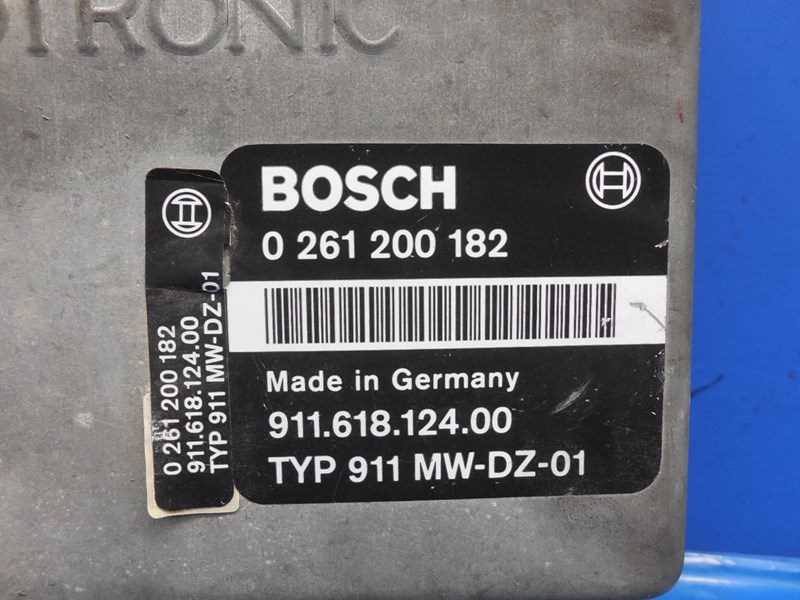 OTRONIC
BOSCH
0 261 200 182
Made in Germany
911.618.124.00
TYP 911 MW-DZ-01
0 261 200 182
911.618.124.00
TYP 911 MW-DZ-01